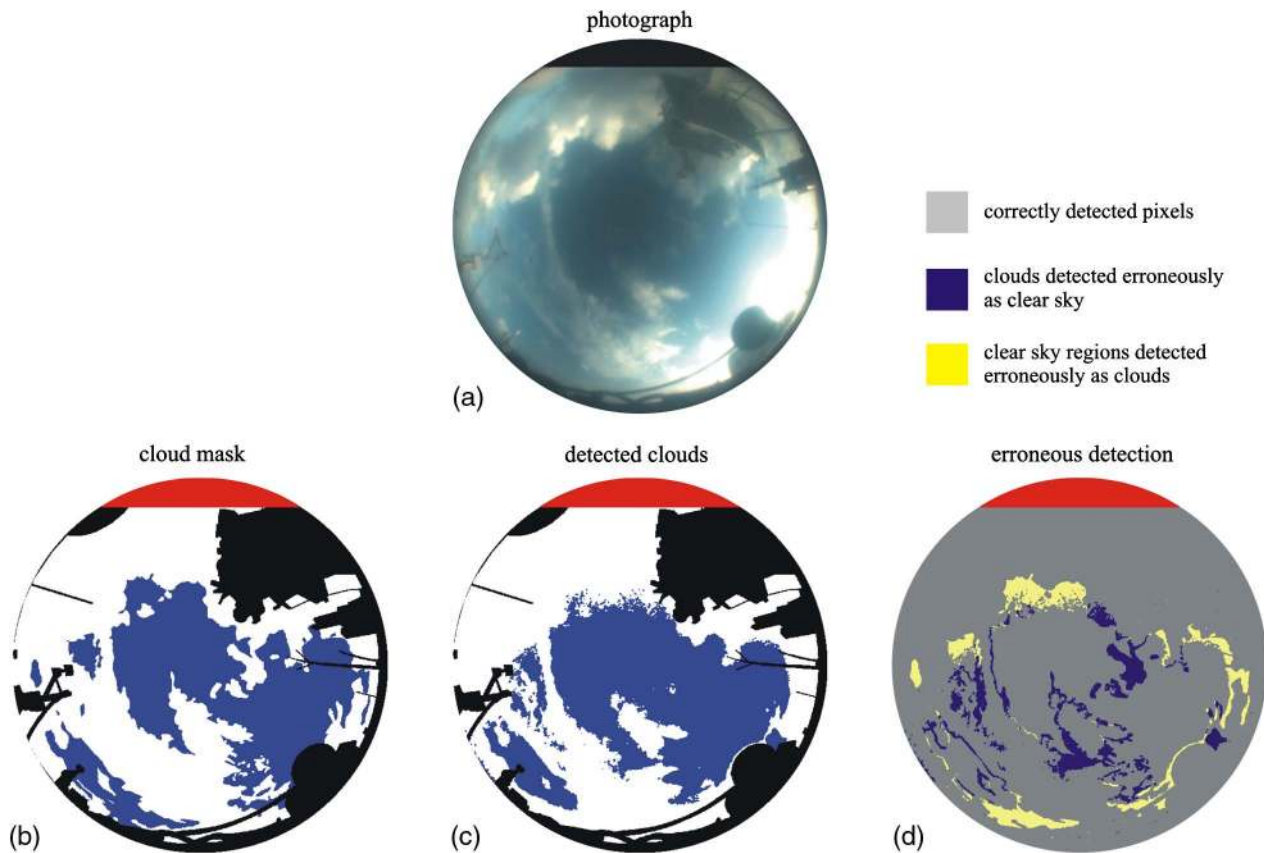 photograph
(a)
correctly detected pixels
clouds detected erroneously
as clear sky
clear sky regions detected
erroneously as clouds
cloud mask
detected clouds
erroneous detection
(b)
(c)
(d)